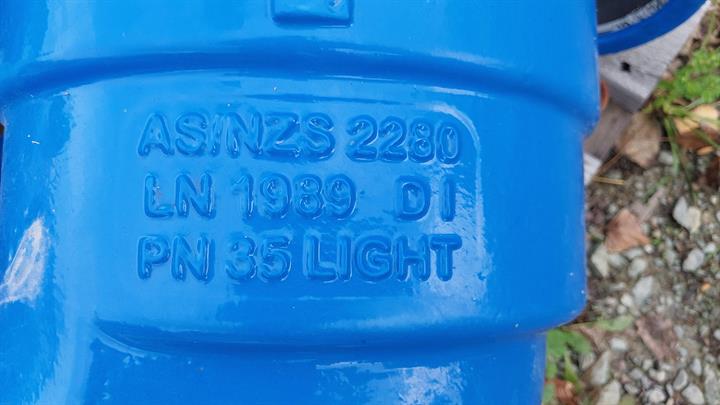 AS/NZS 2280
LN 1989 DI
PN 35 LIGHT